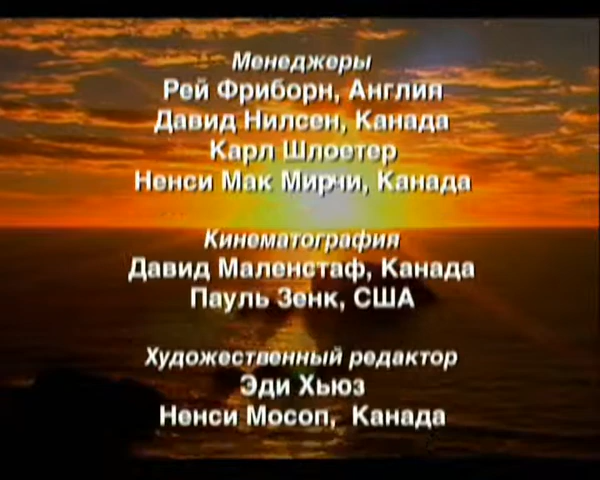 Менеджеры
Рей Фриборн, Англия
Давид Нилсен, Канада
Карл Шлоетер
Ненси Мак Мирчи, Канада
Кинематография
Давид Маленстаф, Канада
Пауль Зенк, США
Художественный редактор
Эди Хьюз
Ненси Мосоп, Канада